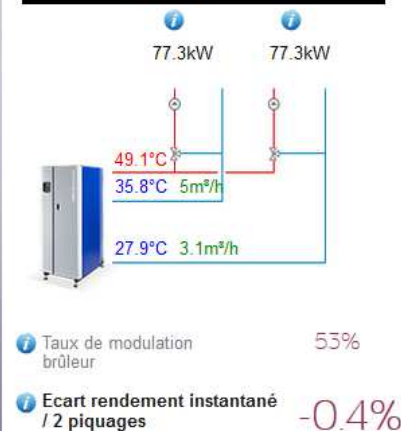 77.3kW 77.3kW
49.1°C
35.8°C 5m³/h
27.9°C 3.1m³/h
Taux de modulation 53%
brûleur
Ecart rendement instantané
/ 2 piquages -0.4%